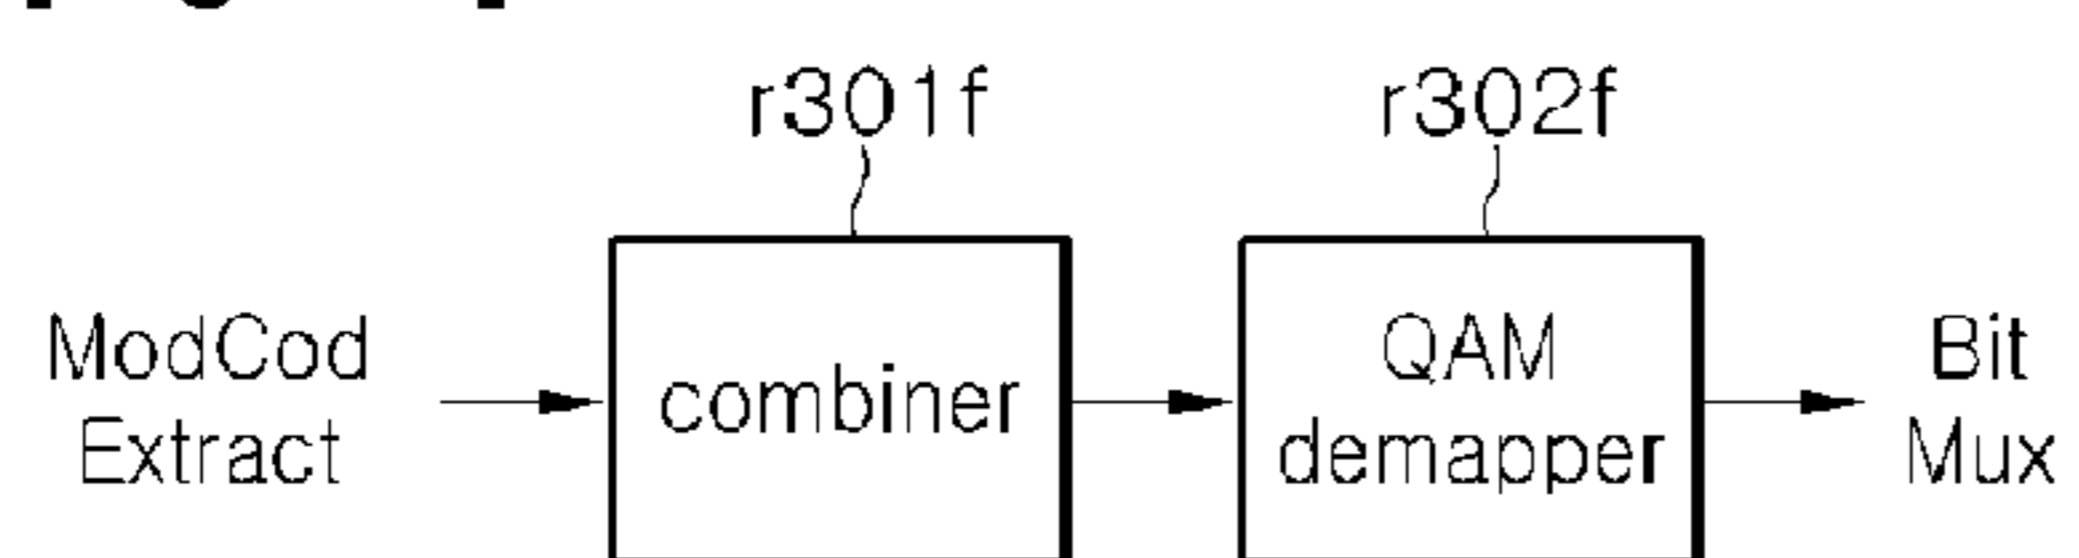 r301f
r302f
ModCod
Extract
combiner
QAM
demapper
Bit
Mux